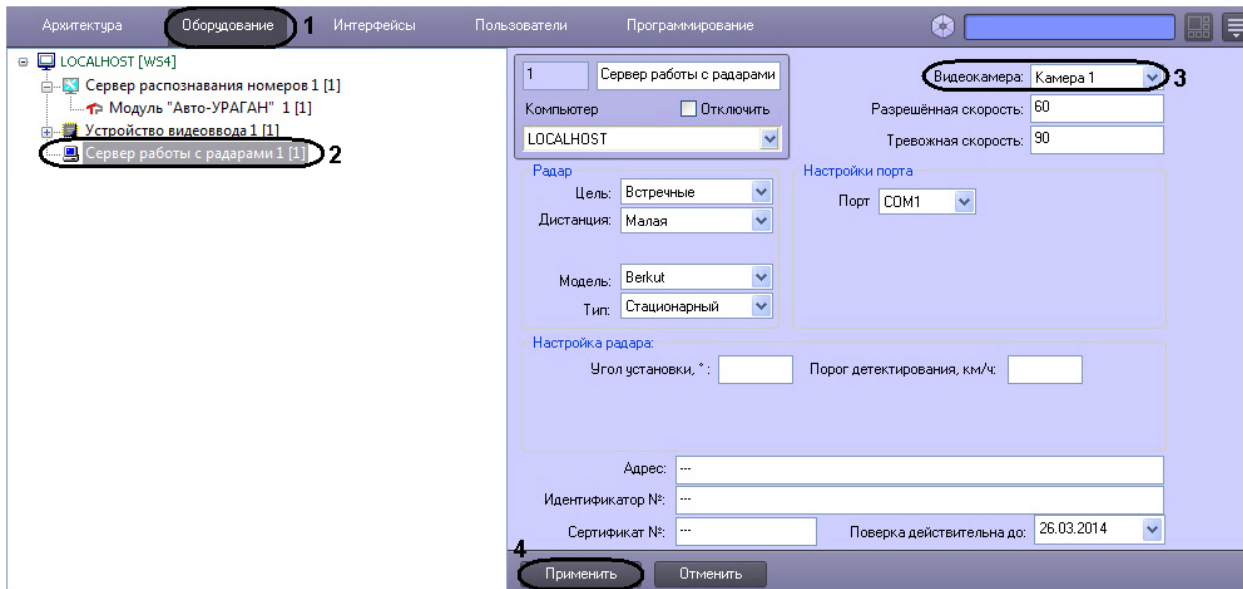 Архитектура Оборудование 1 Интерфейсы Пользователи Программирование
LOCALHOST [WS4]
Сервер распознавания номеров 1 [1]
Модуль "Авто-УРАГАН" 1 [1]
Устройство видеоввода 1 [1]
Сервер работы с радарами 1 [1] 2
1 Сервер работы с радарами
Компьютер Отключить
LOCALHOST
Видеокамера: Камера 1 3
Разрешённая скорость: 60
Тревожная скорость: 90
Радар
Цель: Встречные
Дистанция: Малая
Модель: Berkut
Тип: Стационарный
Настройки порта
Порт COM1
Настройка радара:
Угол установки, ° : Порог детектирования, км/ч:
Адрес: ---
Идентификатор №: ---
Сертификат №: --- Поверка действительна до: 26.03.2014
4
Применить Отменить